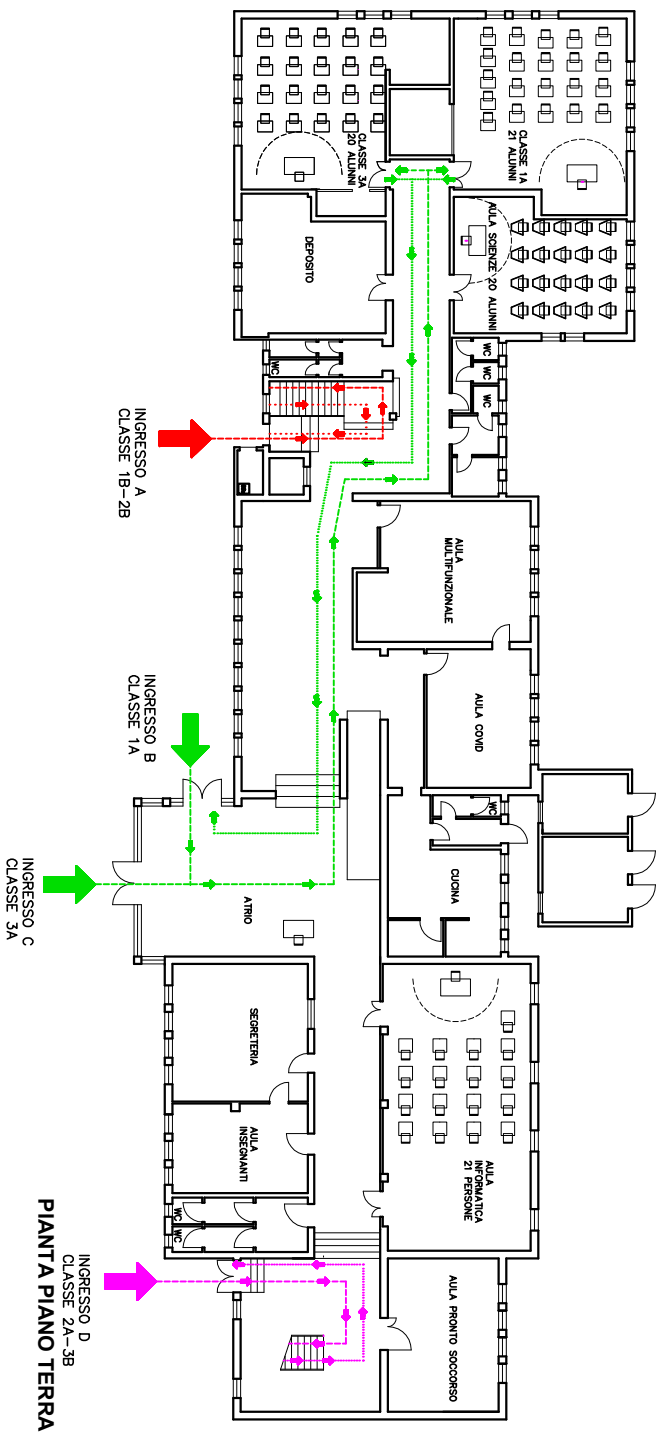 CLASSE 3A
20 ALUNNI
CLASSE 1A
21 ALUNNI
AULA SCIENZE 20 ALUNNI
DEPOSITO
WC
WC
WC
WC
INGRESSO A
CLASSE 1B-2B
AULA
MULTIFUNZIONALE
AULA COVID
INGRESSO B
CLASSE 1A
WC
CUCINA
INGRESSO C
CLASSE 3A
ATRIO
SEGRETERIA
AULA
INSEGNANTI
AULA
INFORMATICA
21 PERSONE
WC
WC
AULA PRONTO SOCCORSO
INGRESSO D
CLASSE 2A-3B
PIANTA PIANO TERRA